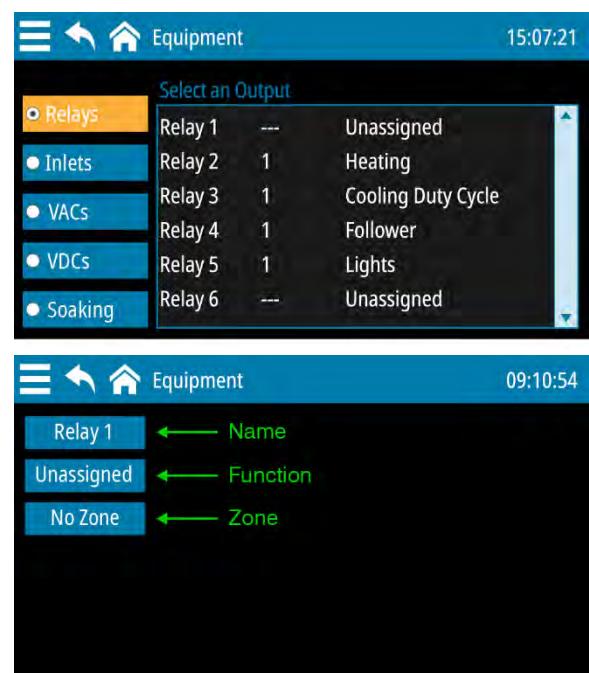 Equipment 15:07:21
Select an Output
Relays
Inlets
VACs
VDCs
Soaking
Relay 1 --- Unassigned
Relay 2 1 Heating
Relay 3 1 Cooling Duty Cycle
Relay 4 1 Follower
Relay 5 1 Lights
Relay 6 --- Unassigned
Equipment 09:10:54
Relay 1 Name
Unassigned Function
No Zone Zone